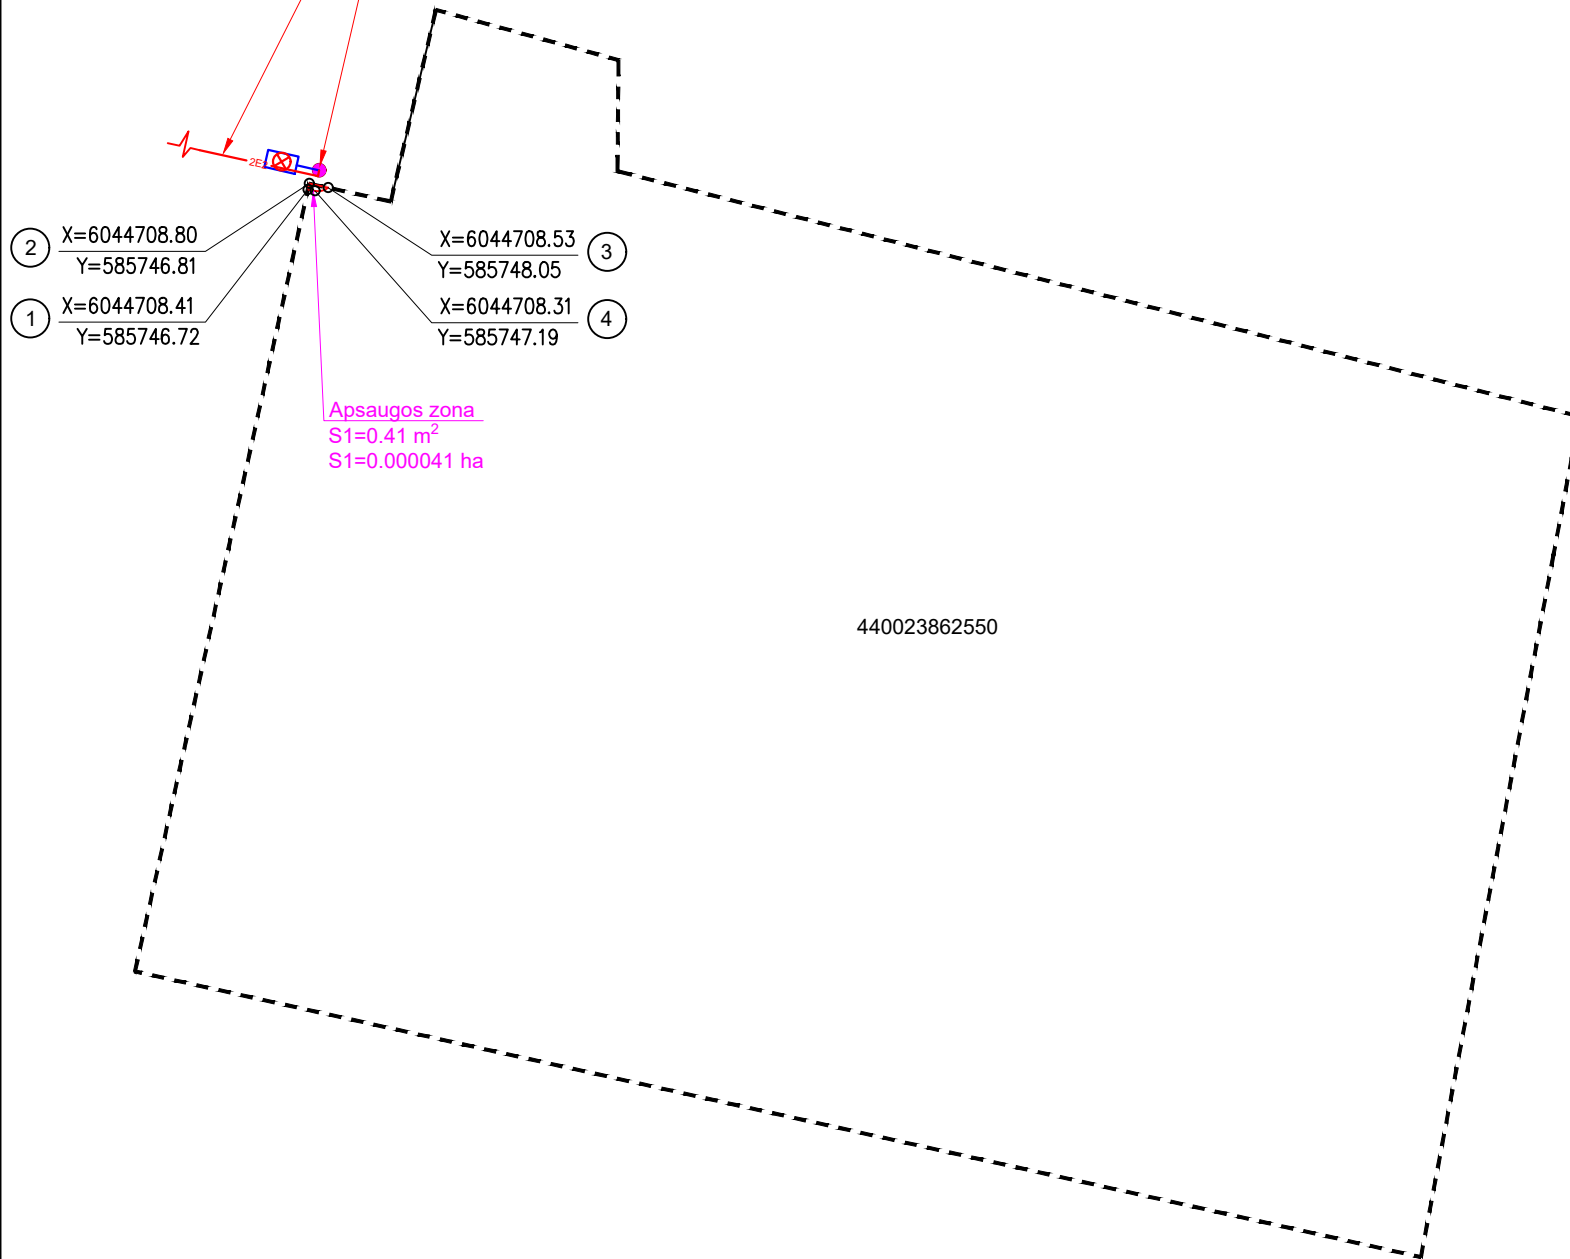 2E
2
X=6044708.80
Y=585746.81
X=6044708.53
Y=585748.05
3
1
X=6044708.41
Y=585746.72
X=6044708.31
Y=585747.19
4
Apsaugos zona
S1=0.41 m²
S1=0.000041 ha
440023862550